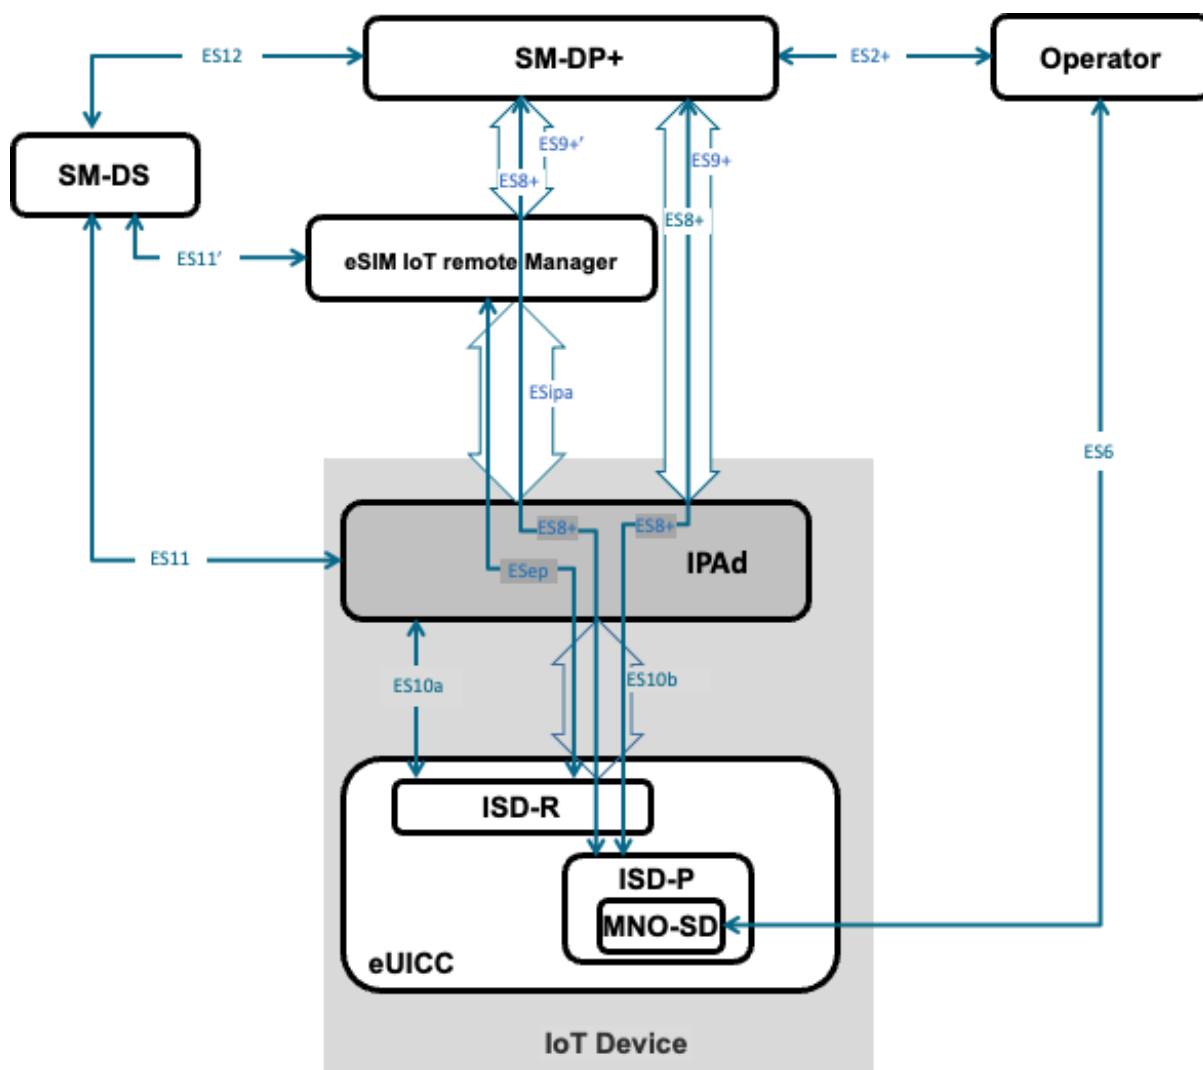 ES12
SM-DP+
ES2+
Operator
ES9+’
ES9+
SM-DS
ES8+
ES8+
ES11’
eSIM IoT remote Manager
ESipa
ES6
ES8+
ES8+
ES11
ESep
IPAd
ES10a
ES10b
ISD-R
ISD-P
MNO-SD
eUICC
IoT Device